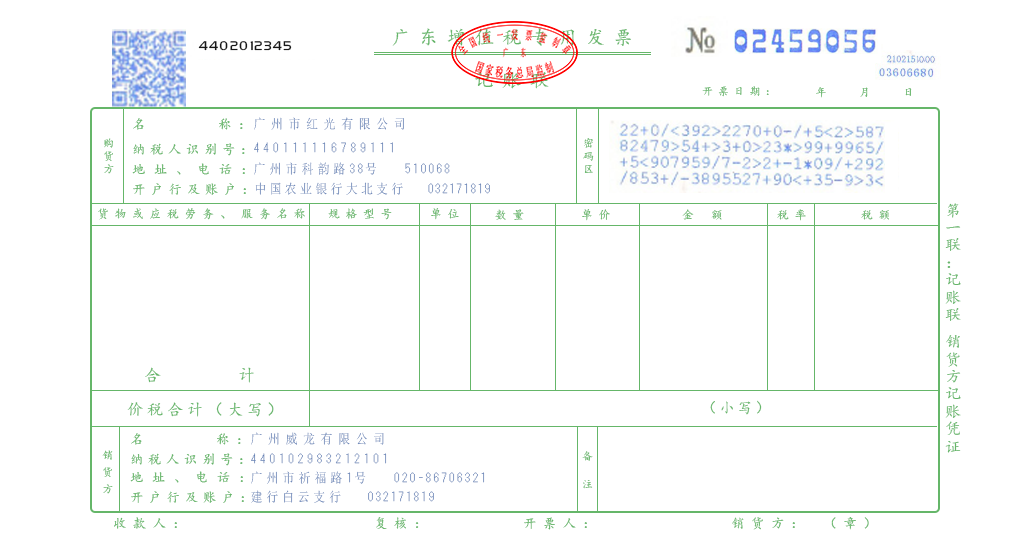 4402012345
广东增值税专用发票
全国统一发票监制章
广东
国家税务总局监制
记账联
№ 02459056
2102151000
03606680
开票日期： 年 月 日
购货方
名 称：广州市红光有限公司
纳税人识别号：440111116789111
地址、电话：广州市科韵路38号 510068
开户行及账户：中国农业银行大北支行 032171819
密码区
22+0/<392>2270+0-/+5<2>587
82479>54+>3+0>23*>99+9965/
+5<907959/7-2>2+-1*09/+292
/853+/-3895527+90<+35-9>3<
货物或应税劳务、服务名称 规格型号 单位 数量 单价 金额 税率 税额
合 计
价税合计（大写） （小写）
销货方
名 称：广州威龙有限公司
纳税人识别号：440102983212101
地址、电话：广州市祈福路1号 020-86706321
开户行及账户：建行白云支行 032171819
备注
收款人： 复核： 开票人： 销货方：（章）
第一联：记账联 销货方记账凭证